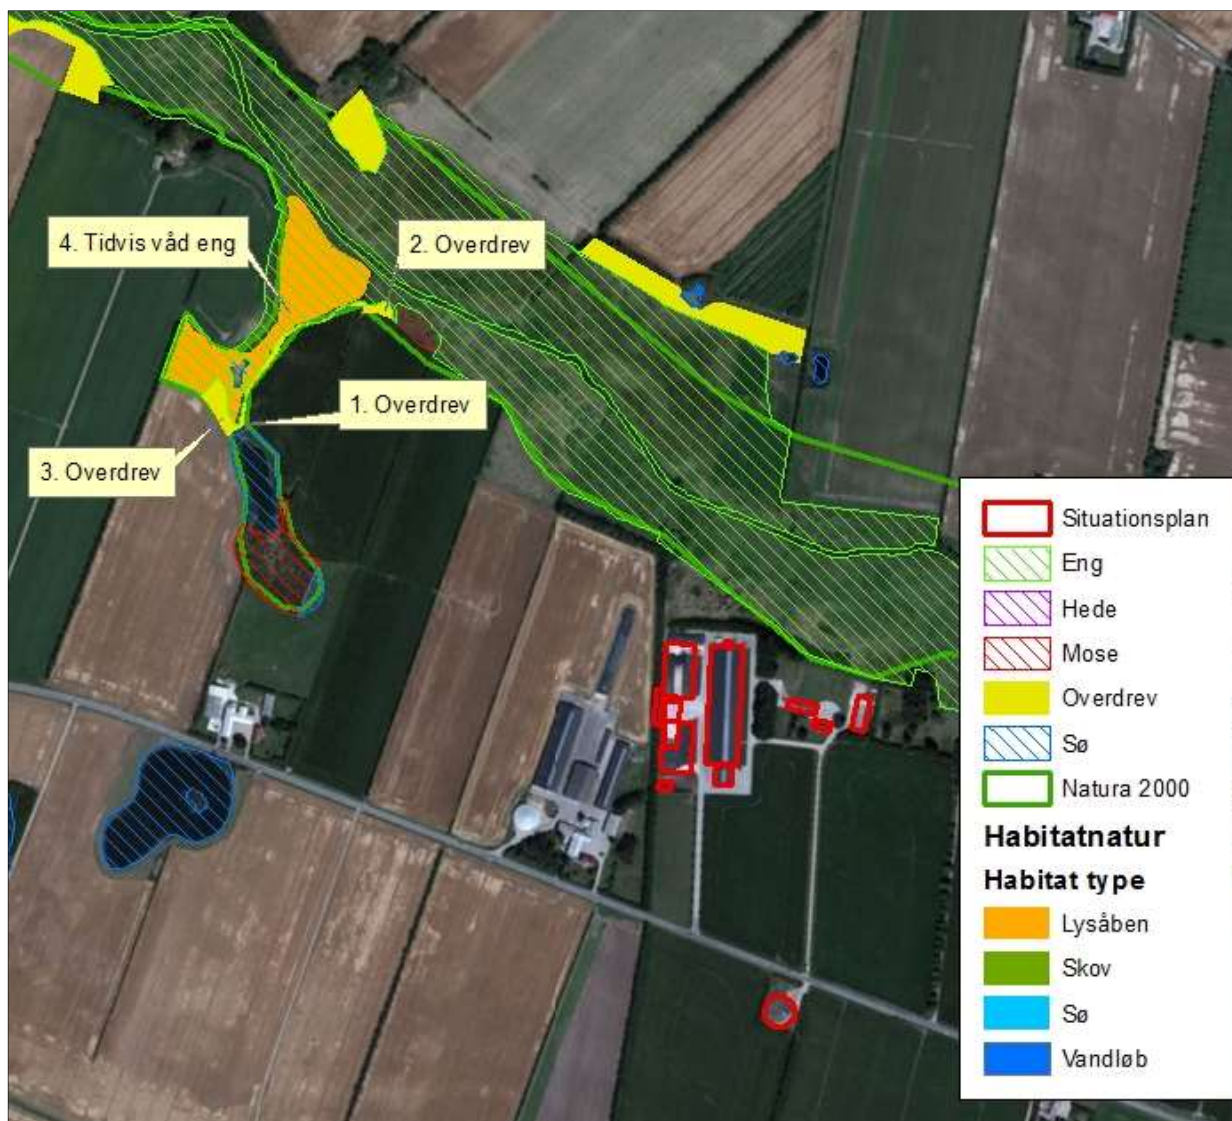 4. Tidvis våd eng
2. Overdrev
1. Overdrev
3. Overdrev
Situationsplan
Eng
Hede
Mose
Overdrev
Sø
Natura 2000
Habitatnatur
Habitat type
Lysåben
Skov
Sø
Vandløb